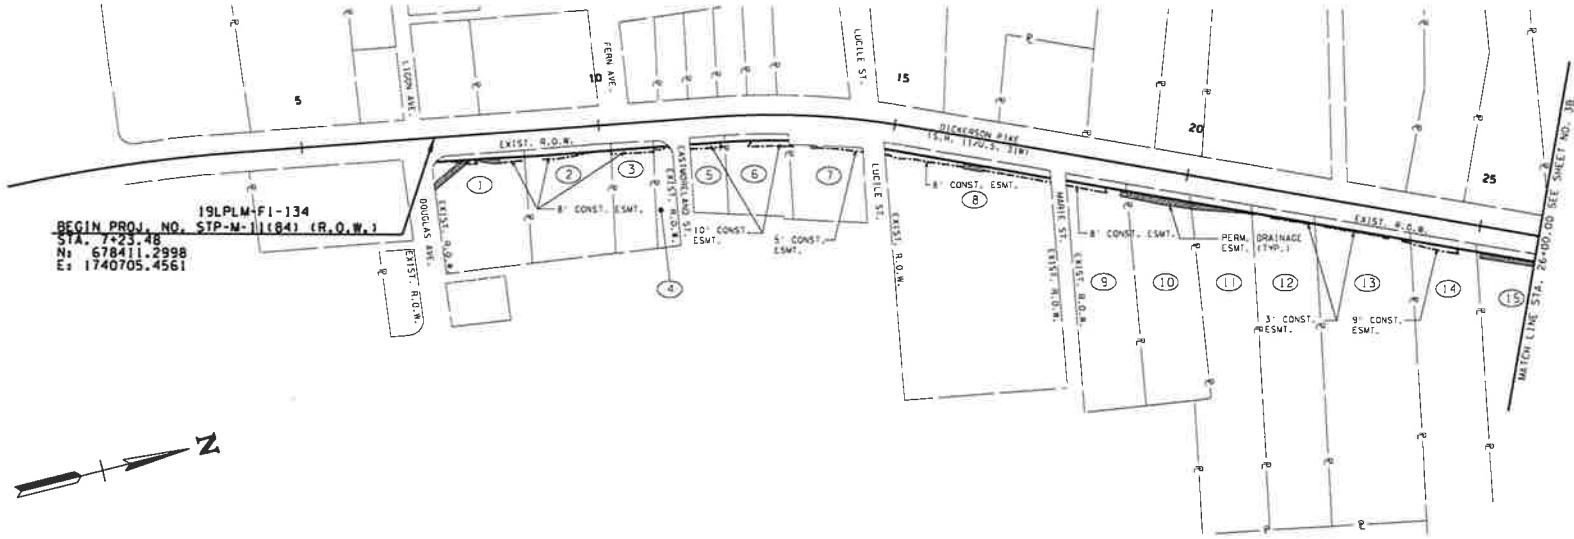 5
10
15
20
25
LIGON AVE.
FERN AVE.
LUCILE ST.
DICKERSON PIKE
(S.R. 11/U.S. 31W)
EXIST. R.O.W.
EXIST. R.O.W.
19LPLM-F1-134
BEGIN PROJ. NO. STP-M-11(84) (R.O.W.)
STA. 7+23.48
N: 678411.2998
E: 1740705.4561
DOUGLAS AVE.
EXIST. R.O.W.
EXIST. R.O.W.
1
2
3
4
5
6
7
8
9
10
11
12
13
14
15
8' CONST. ESMT.
EASTMORELAND ST.
EXIST. R.O.W.
10' CONST.
ESMT.
5' CONST.
ESMT.
LUCILE ST.
EXIST. R.O.W.
8' CONST. ESMT.
MARIE ST.
EXIST. R.O.W.
EXIST. R.O.W.
8' CONST. ESMT.
PERM. DRAINAGE
ESMT. (TYP.)
3' CONST.
ESMT.
9' CONST.
ESMT.
MATCH LINE STA. 26+00.00 SEE SHEET NO. 3B
N